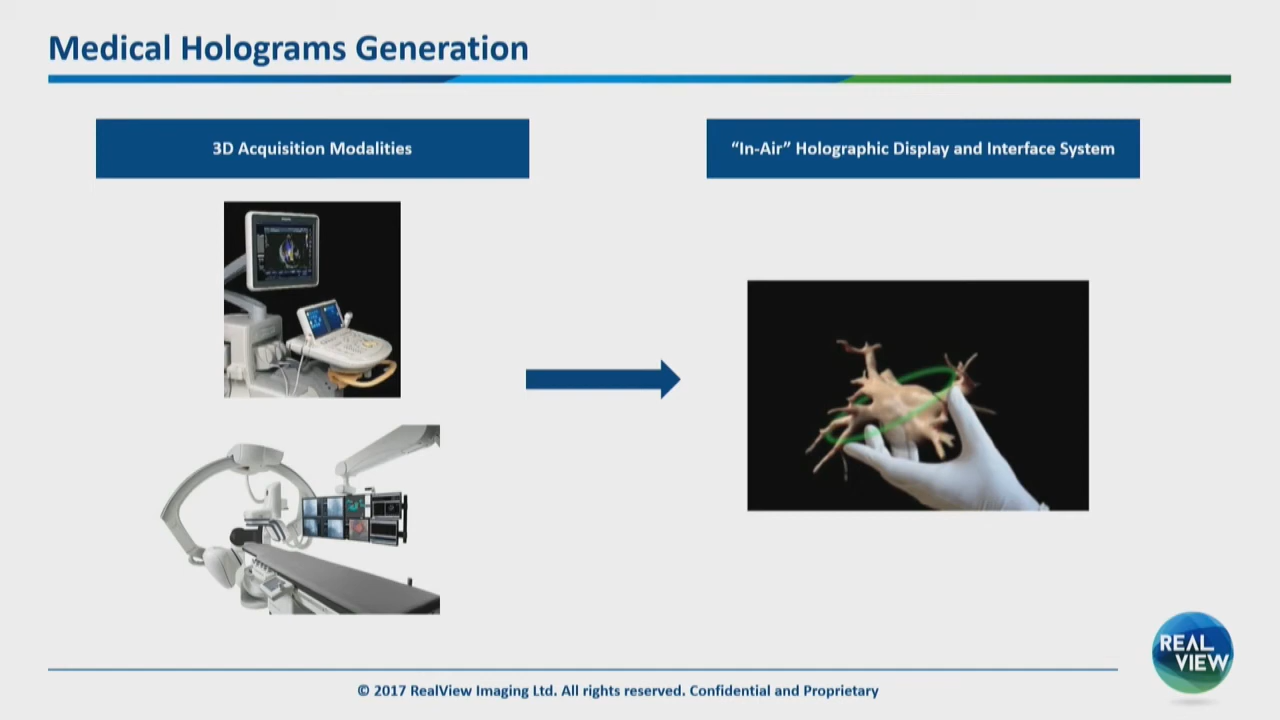 Medical Holograms Generation
3D Acquisition Modalities
“In-Air” Holographic Display and Interface System
REAL
VIEW
© 2017 RealView Imaging Ltd. All rights reserved. Confidential and Proprietary